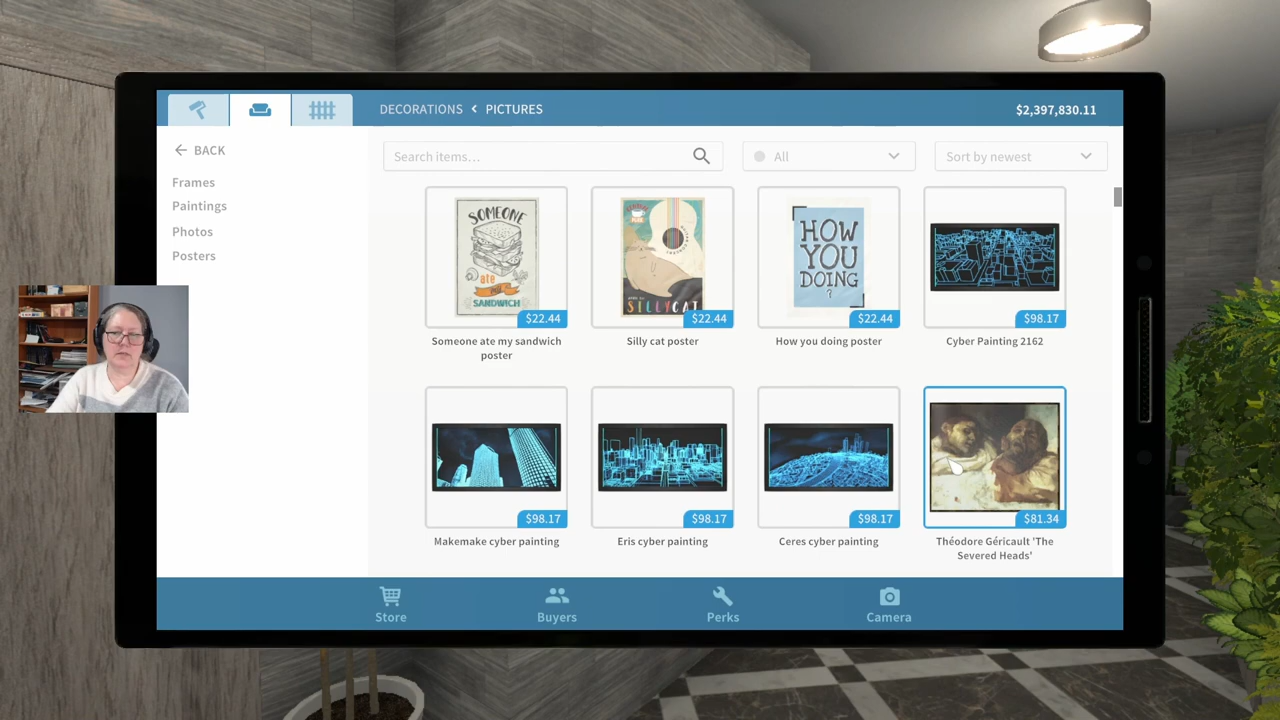 DECORATIONS < PICTURES
$2,397,830.11
BACK
Search items...
All
Sort by newest
Frames
Paintings
Photos
Posters
SOMEONE
ate
SANDWICH
$22.44
SILLY CAT
$22.44
HOW
YOU
DOING
?
$22.44
$98.17
Someone ate my sandwich
poster
Silly cat poster
How you doing poster
Cyber Painting 2162
$98.17
$98.17
$98.17
$81.34
Makemake cyber painting
Eris cyber painting
Ceres cyber painting
Théodore Géricault 'The
Severed Heads'
Store
Buyers
Perks
Camera